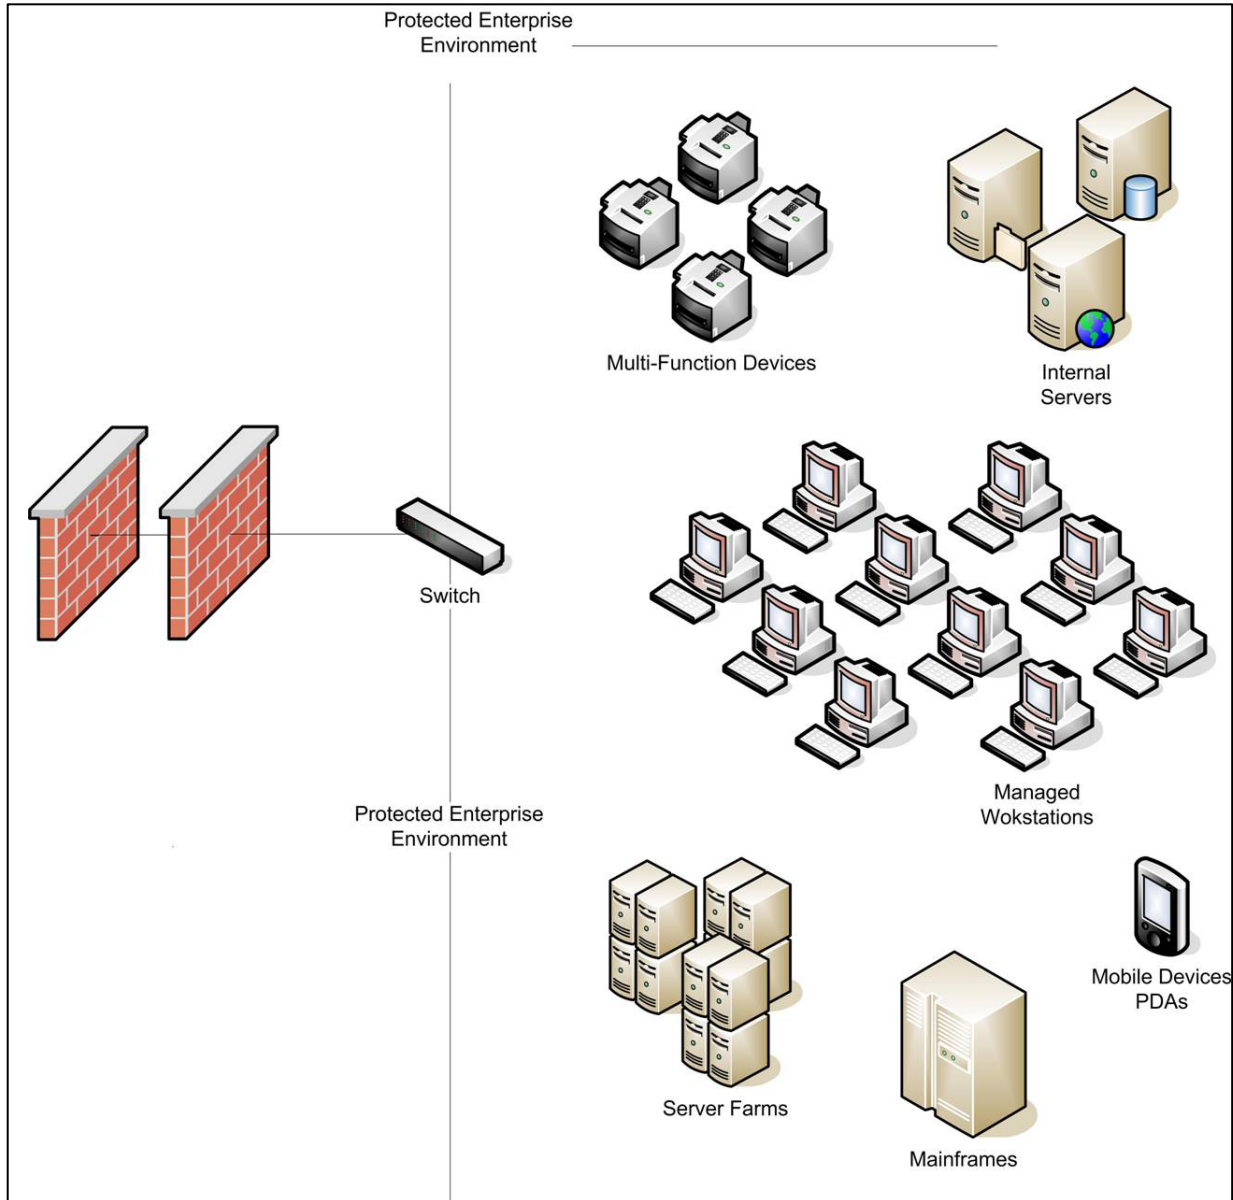 Protected Enterprise
Environment
Multi-Function Devices
Internal
Servers
Switch
Managed
Wokstations
Protected Enterprise
Environment
Mobile Devices
PDAs
Server Farms
Mainframes